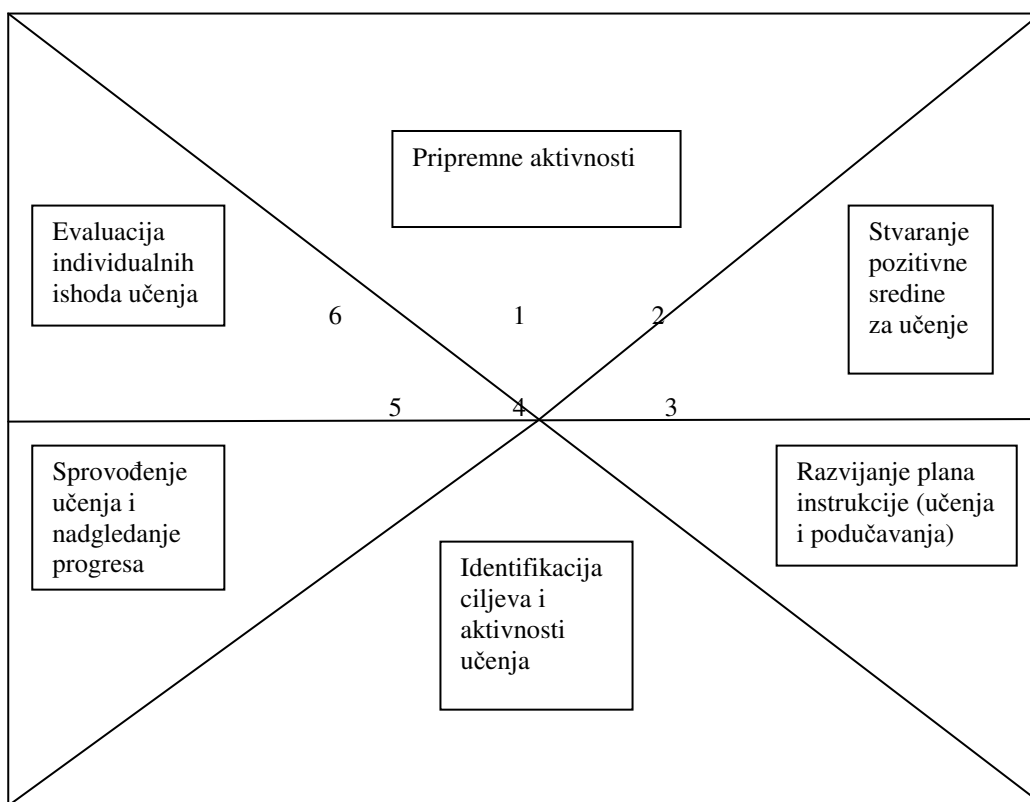 Pripremne aktivnosti
Evaluacija
individualnih
ishoda učenja
Stvaranje
pozitivne
sredine
za učenje
6
1
2
5
4
3
Sprovođenje
učenja i
nadgledanje
progresa
Razvijanje plana
instrukcije (učenja
i podučavanja)
Identifikacija
ciljeva i
aktivnosti
učenja